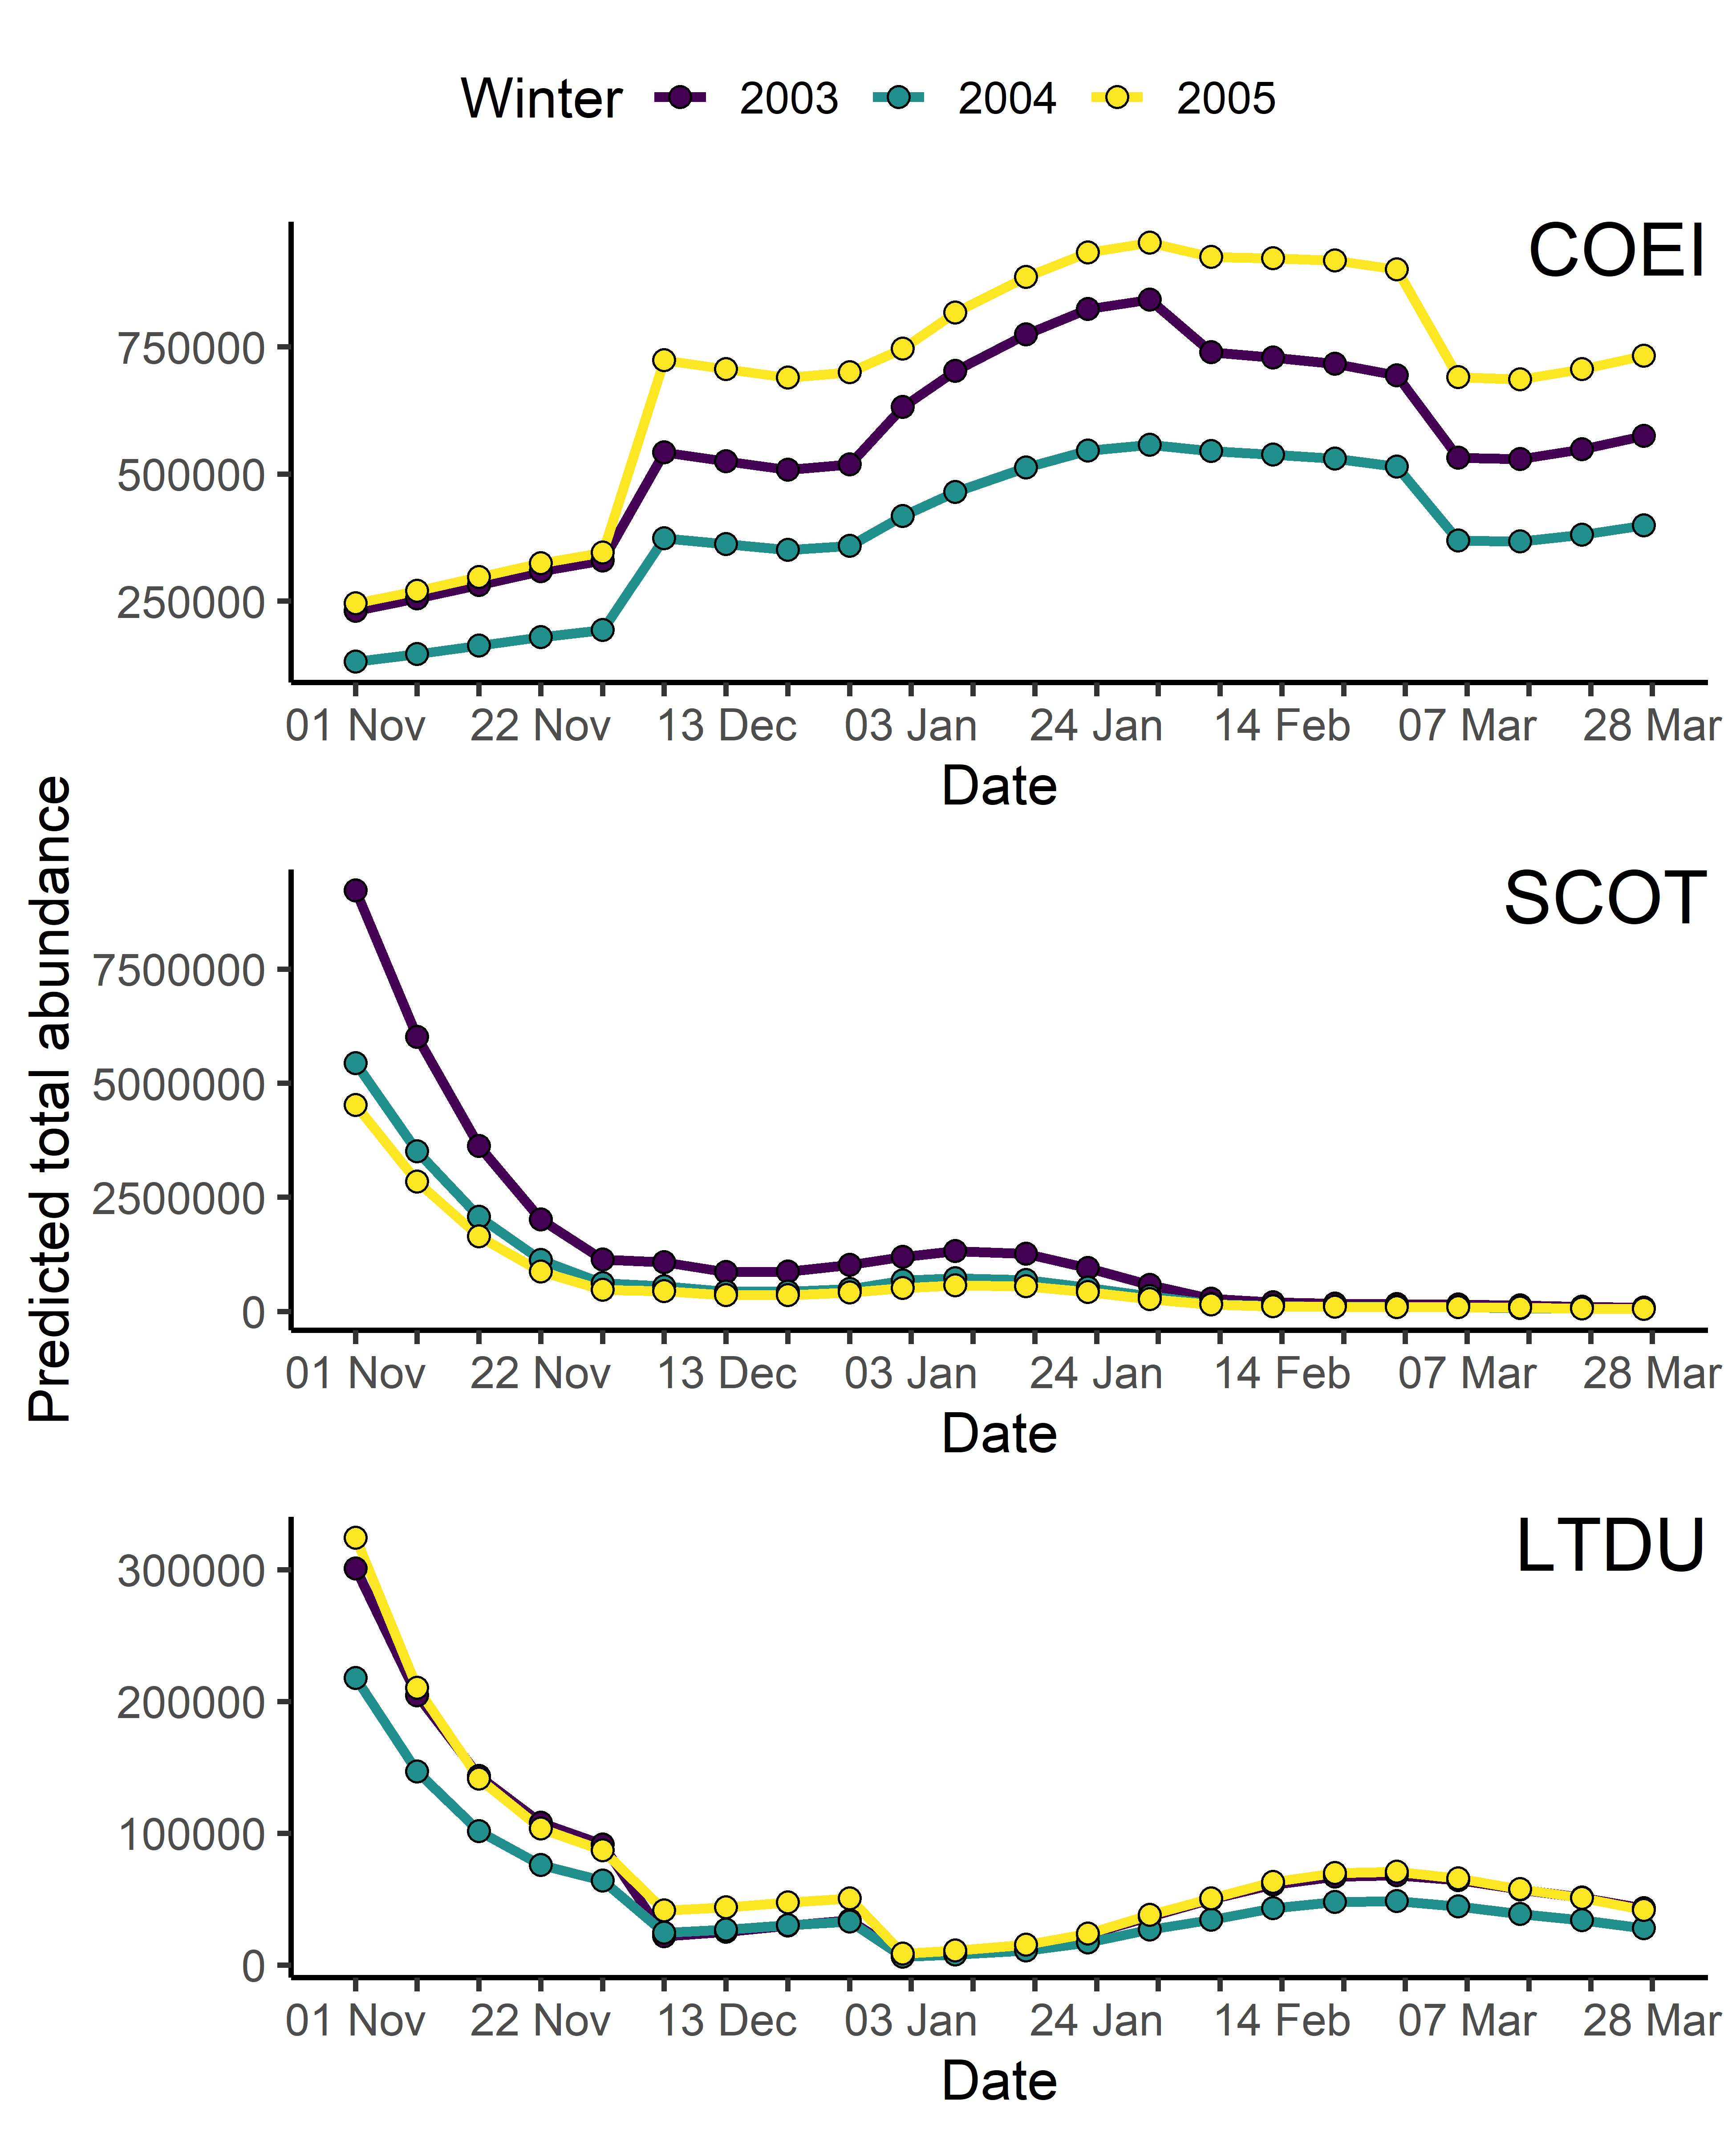 Winter 2003 2004 2005
COEI
750000
500000
250000
01 Nov 22 Nov 13 Dec 03 Jan 24 Jan 14 Feb 07 Mar 28 Mar
Date
Predicted total abundance
SCOT
7500000
5000000
2500000
0
01 Nov 22 Nov 13 Dec 03 Jan 24 Jan 14 Feb 07 Mar 28 Mar
Date
LTDU
300000
200000
100000
0
01 Nov 22 Nov 13 Dec 03 Jan 24 Jan 14 Feb 07 Mar 28 Mar
Date